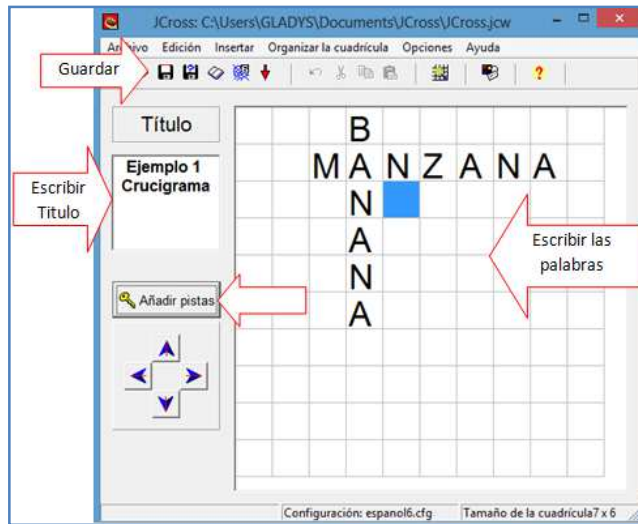 JCross: C:\Users\GLADYS\Documents\JCross\JCross.jcw
Archivo Edición Insertar Organizar la cuadrícula Opciones Ayuda
Guardar
Título
Ejemplo 1
Crucigrama
Escribir
Titulo
B
MANZANA
N
A
N
A
Escribir las
palabras
Añadir pistas
Configuración: espanol6.cfg
Tamaño de la cuadrícula7 x 6